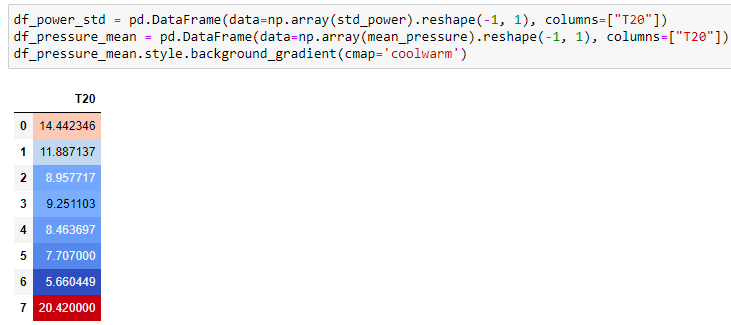 df_power_std = pd.DataFrame(data=np.array(std_power).reshape(-1, 1), columns=["T20"])
df_pressure_mean = pd.DataFrame(data=np.array(mean_pressure).reshape(-1, 1), columns=["T20"])
df_pressure_mean.style.background_gradient(cmap='coolwarm')
T20
0 14.442346
1 11.887137
2 8.957717
3 9.251103
4 8.463697
5 7.707000
6 5.660449
7 20.420000